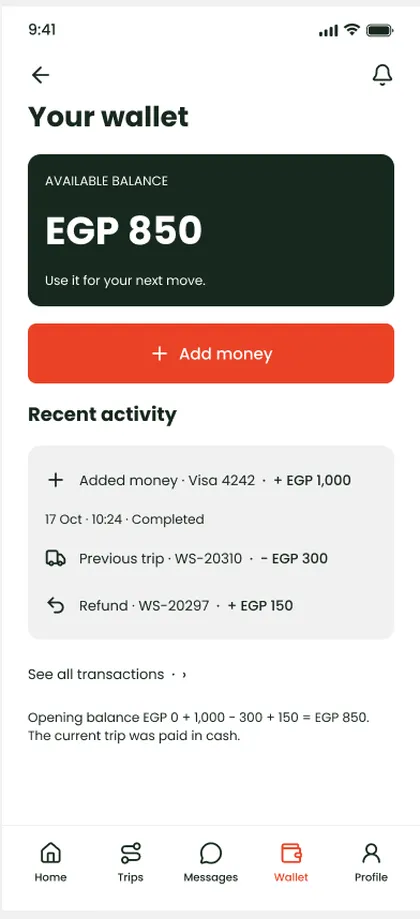 9:41
Your wallet
AVAILABLE BALANCE
EGP 850
Use it for your next move.
+ Add money
Recent activity
Added money · Visa 4242 · + EGP 1,000
17 Oct · 10:24 · Completed
Previous trip · WS-20310 · − EGP 300
Refund · WS-20297 · + EGP 150
See all transactions · ›
Opening balance EGP 0 + 1,000 − 300 + 150 = EGP 850.
The current trip was paid in cash.
Home Trips Messages Wallet Profile